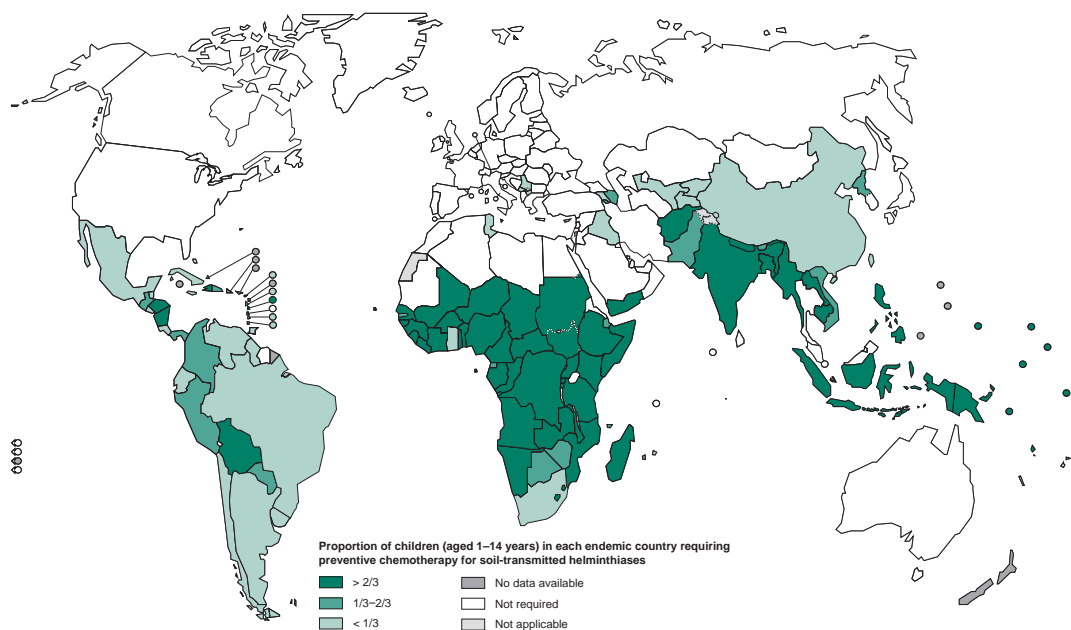 Proportion of children (aged 1–14 years) in each endemic country requiring
preventive chemotherapy for soil-transmitted helminthiases
> 2/3
1/3–2/3
< 1/3
No data available
Not required
Not applicable